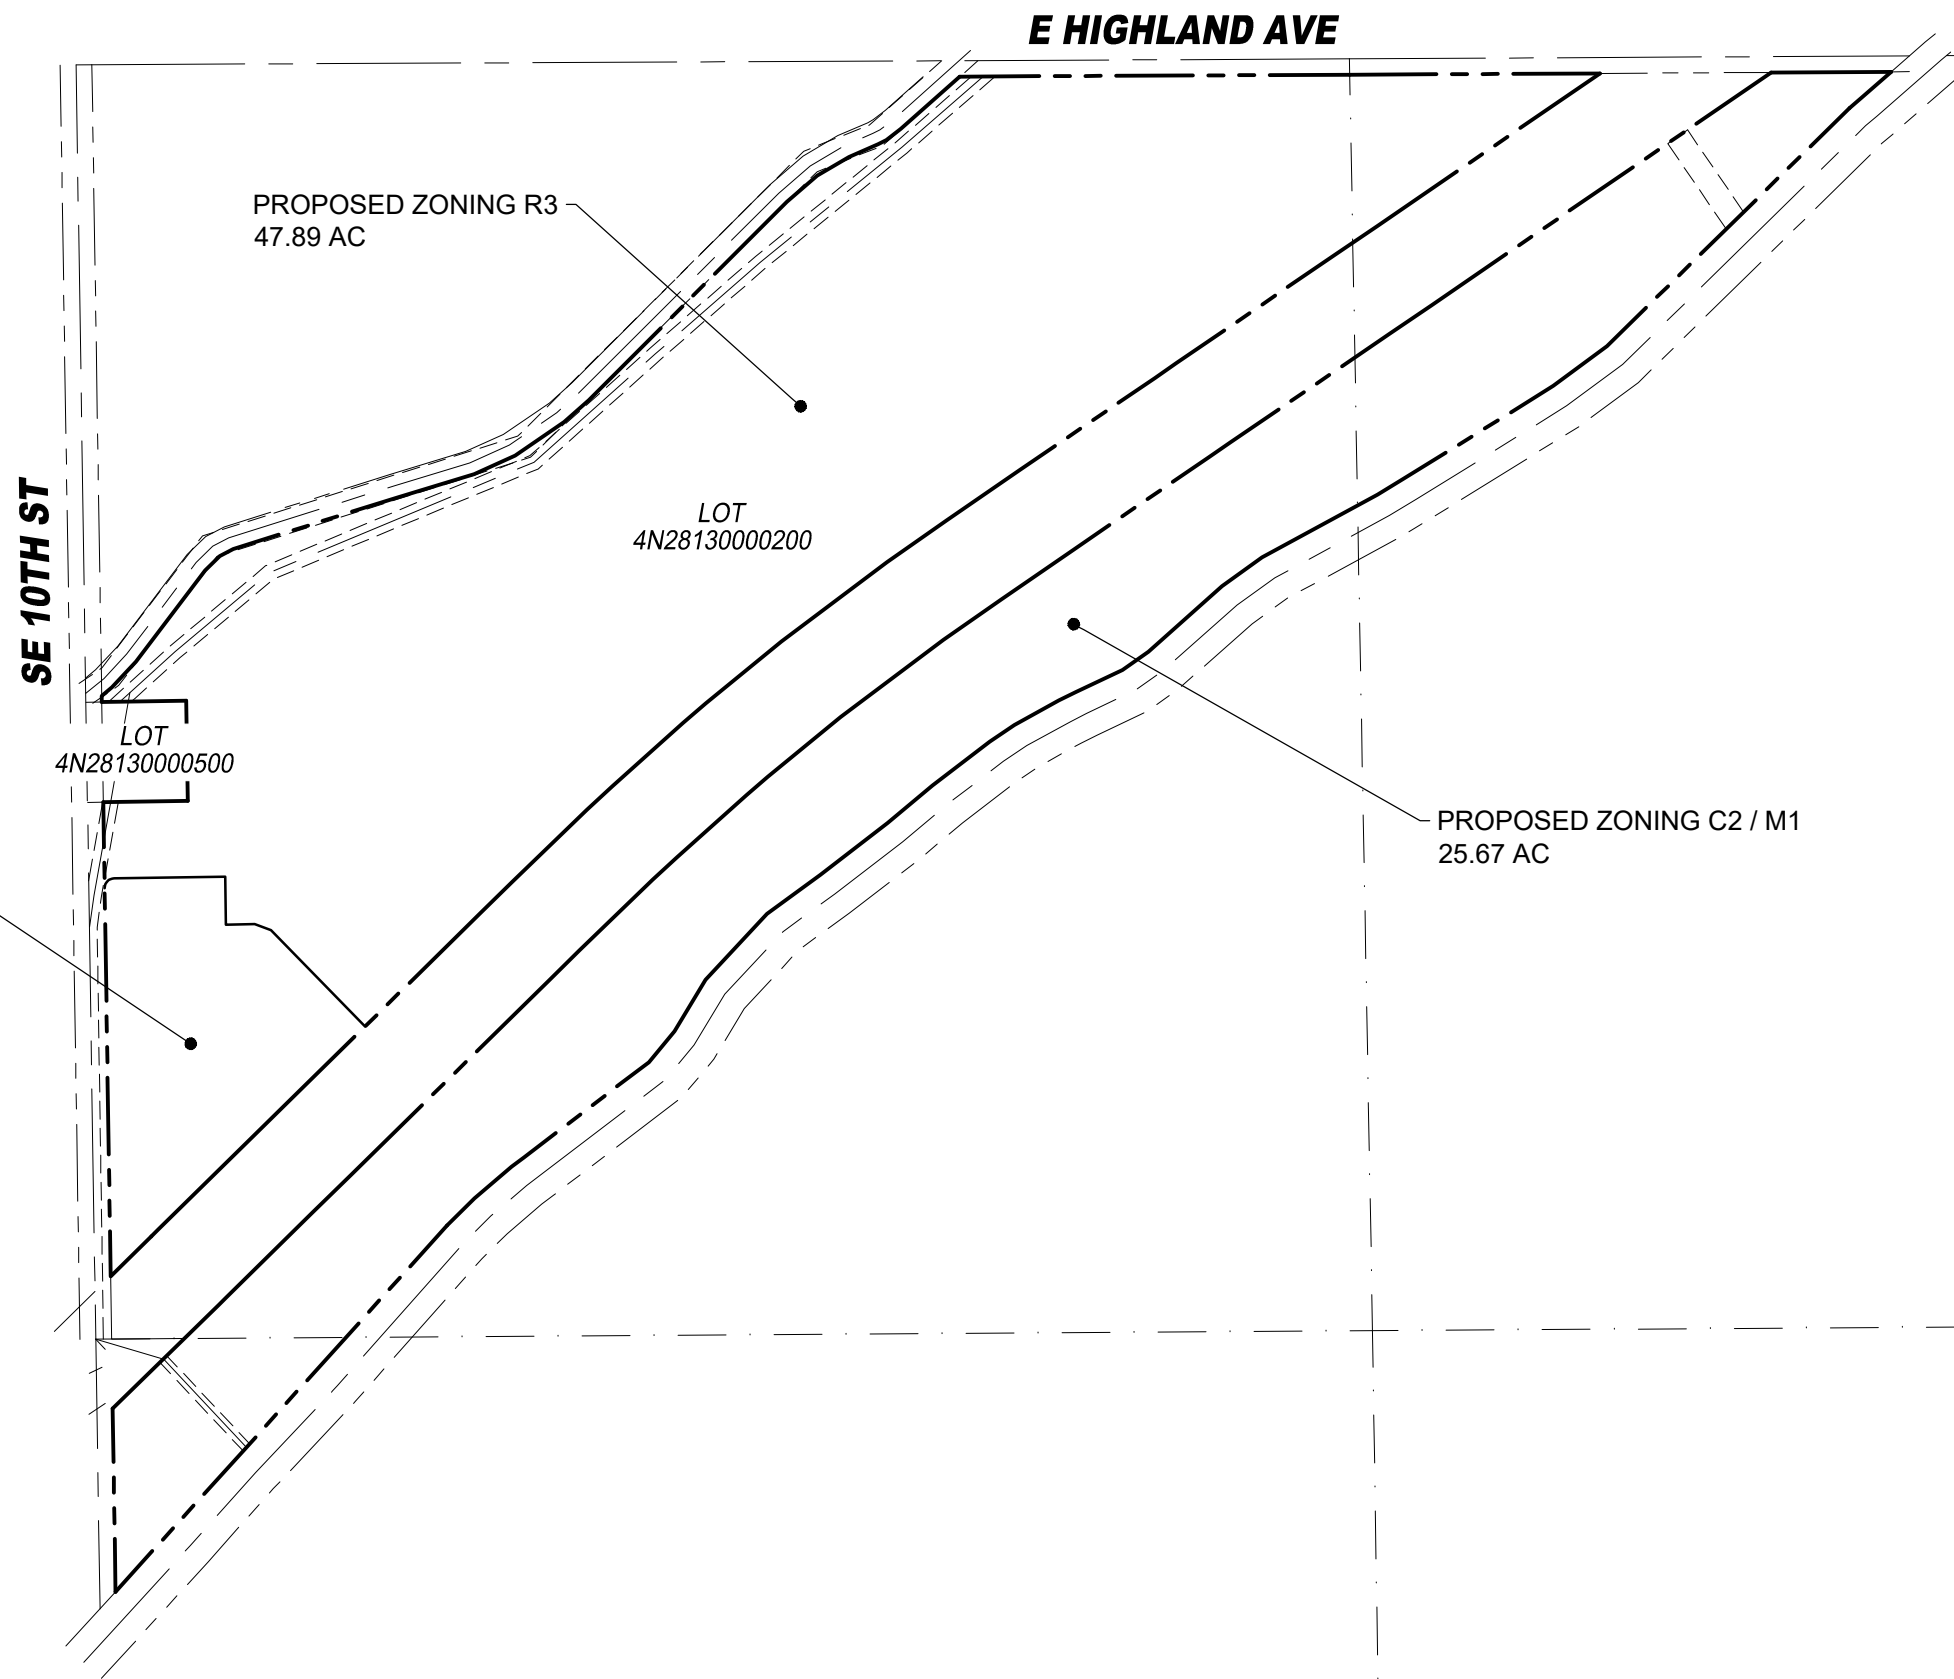 E HIGHLAND AVE
PROPOSED ZONING R3
47.89 AC
SE 10TH ST
LOT
4N28130000200
LOT
4N28130000500
PROPOSED ZONING C2 / M1
25.67 AC